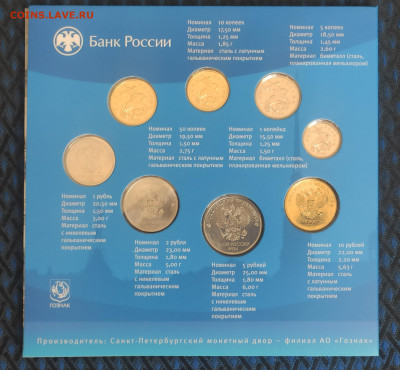 coins.lave.ru
Банк России
Номинал 10 копеек
Диаметр 17,50 мм
Толщина 1,25 мм
Масса 1,85 г
Материал сталь с латунным
гальваническим покрытием
Номинал 5 копеек
Диаметр 18,50 мм
Толщина 1,45 мм
Масса 2,60 г
Материал биметалл (сталь,
плакированная мельхиором)
Номинал 50 копеек
Диаметр 19,50 мм
Толщина 1,50 мм
Масса 2,75 г
Материал сталь с латунным
гальваническим покрытием
Номинал 1 копейка
Диаметр 15,50 мм
Толщина 1,25 мм
Масса 1,50 г
Материал биметалл (сталь,
плакированная мельхиором)
Номинал 1 рубль
Диаметр 20,50 мм
Толщина 1,50 мм
Масса 3,00 г
Материал сталь
с никелевым
гальваническим
покрытием
Номинал 2 рубля
Диаметр 23,00 мм
Толщина 1,80 мм
Масса 5,00 г
Материал сталь
с никелевым
гальваническим
покрытием
Номинал 5 рублей
Диаметр 25,00 мм
Толщина 1,80 мм
Масса 6,00 г
Материал сталь
с никелевым
гальваническим
покрытием
Номинал 10 рублей
Диаметр 22,00 мм
Толщина 2,20 мм
Масса 5,63 г
Материал сталь
с латунным
гальваническим
покрытием
ГОЗНАК
Производитель: Санкт-Петербургский монетный двор – филиал АО «Гознак»